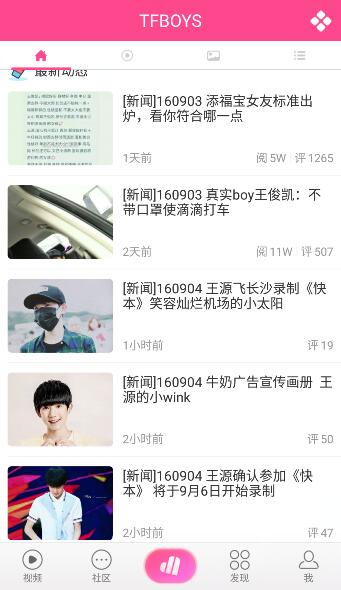 TFBOYS
最新动态
[新闻]160903 添福宝女友标准出
炉，看你符合哪一点
1天前
阅 5W
评 1265
[新闻]160903 真实boy王俊凯：不
带口罩使滴滴打车
2天前
阅 11W
评 507
[新闻]160904 王源飞长沙录制《快
本》笑容灿烂机场的小太阳
1小时前
评 19
[新闻]160904 牛奶广告宣传画册 王
源的小wink
2小时前
评 50
[新闻]160904 王源确认参加《快
本》 将于9月6日开始录制
2小时前
评 47
视频
社区
发现
我